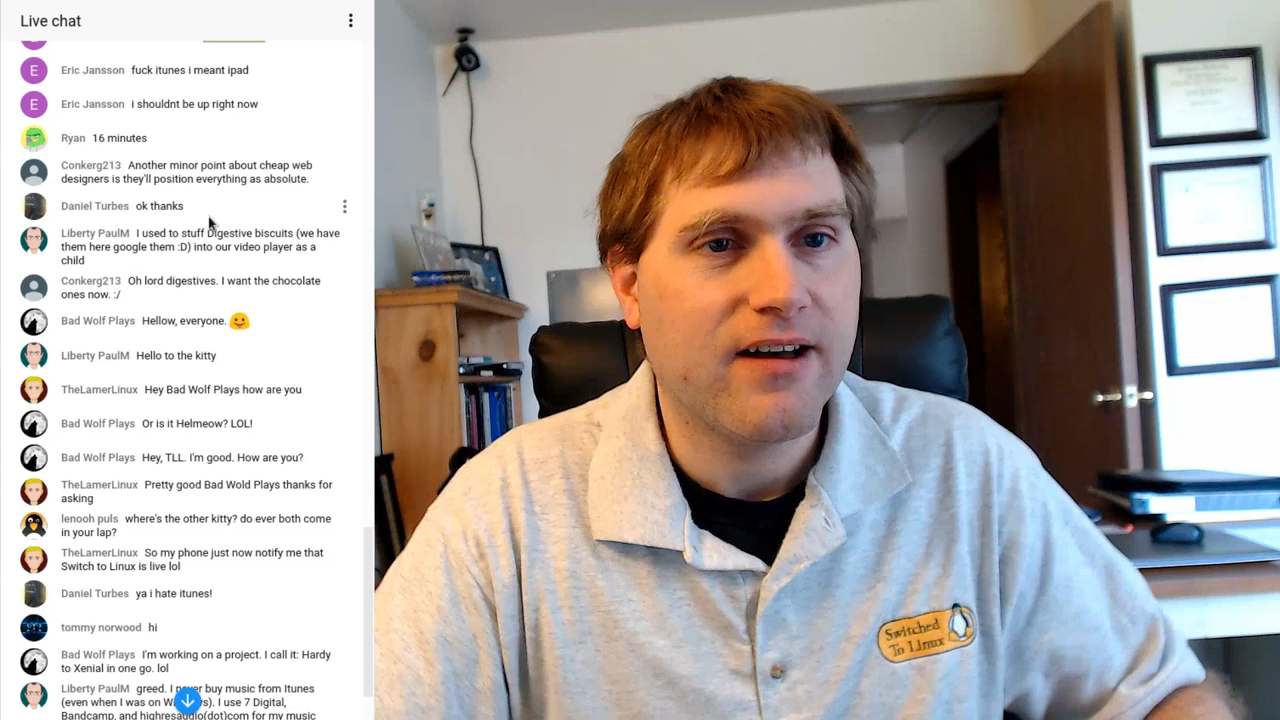 Live chat
Eric Jansson fuck itunes i meant ipad
Eric Jansson i shouldnt be up right now
Ryan 16 minutes
Conkerg213 Another minor point about cheap web
designers is they'll position everything as absolute.
Daniel Turbes ok thanks
Liberty PaulM I used to stuff Digestive biscuits (we have
them here google them :D) into our video player as a
child
Conkerg213 Oh lord digestives. I want the chocolate
ones now. :/
Bad Wolf Plays Hellow, everyone.
Liberty PaulM Hello to the kitty
TheLamerLinux Hey Bad Wolf Plays how are you
Bad Wolf Plays Or is it Helmeow? LOL!
Bad Wolf Plays Hey, TLL. I'm good. How are you?
TheLamerLinux Pretty good Bad Wold Plays thanks for
asking
lenooh puls where's the other kitty? do ever both come
in your lap?
TheLamerLinux So my phone just now notify me that
Switch to Linux is live lol
Daniel Turbes ya i hate itunes!
tommy norwood hi
Bad Wolf Plays I'm working on a project. I call it: Hardy
to Xenial in one go. lol
Liberty PaulM greed. I never buy music from Itunes
(even when I was on). I use 7 Digital,
Bandcamp, and highresaudio(dot)com for my music
E
E
Switched
To Linux